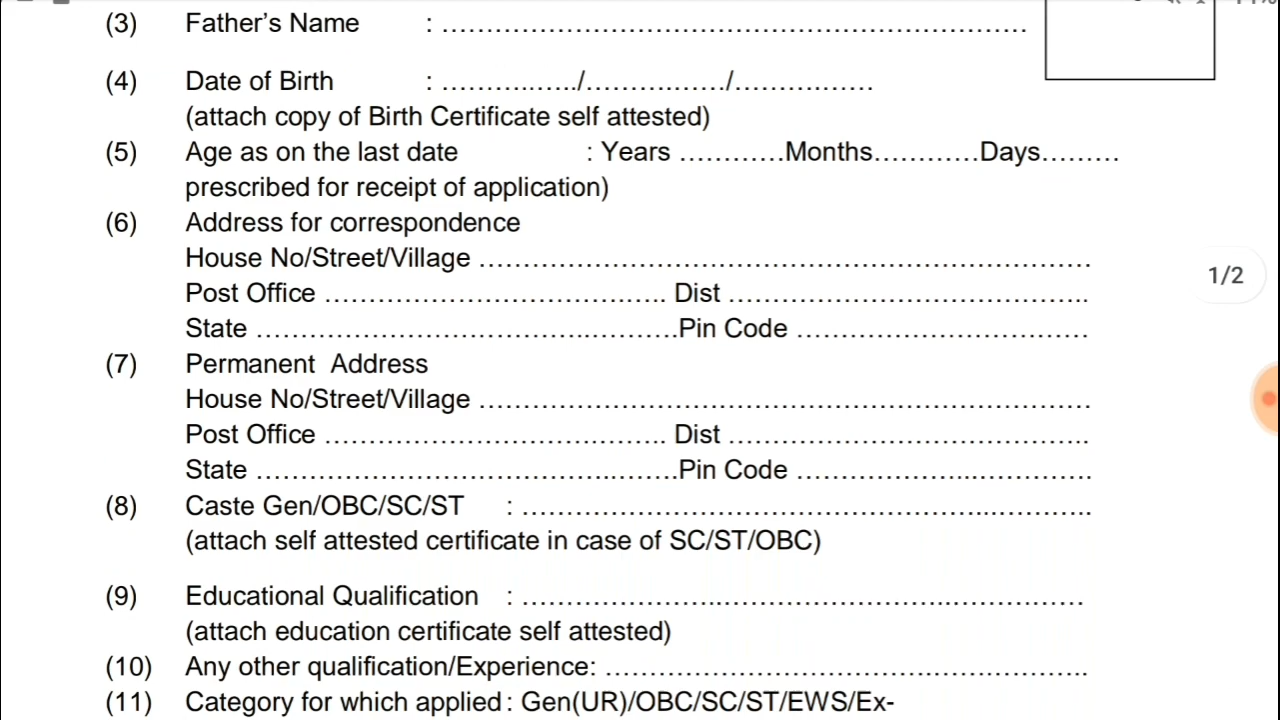 (3) Father’s Name : ……………………………………………………………
(4) Date of Birth : ……………/………………/………………
(attach copy of Birth Certificate self attested)
(5) Age as on the last date : Years …………Months…………Days………
prescribed for receipt of application)
(6) Address for correspondence
House No/Street/Village ……………………………………………………………
Post Office ………………………………… Dist …………………………………
State …………………………………………Pin Code ……………………………
(7) Permanent Address
House No/Street/Village ……………………………………………………………
Post Office ………………………………… Dist …………………………………
State …………………………………………Pin Code ……………………………
(8) Caste Gen/OBC/SC/ST : …………………………………………………………
(attach self attested certificate in case of SC/ST/OBC)
(9) Educational Qualification : ………………………………………………………
(attach education certificate self attested)
(10) Any other qualification/Experience: ………………………………………………
(11) Category for which applied : Gen(UR)/OBC/SC/ST/EWS/Ex-
1/2